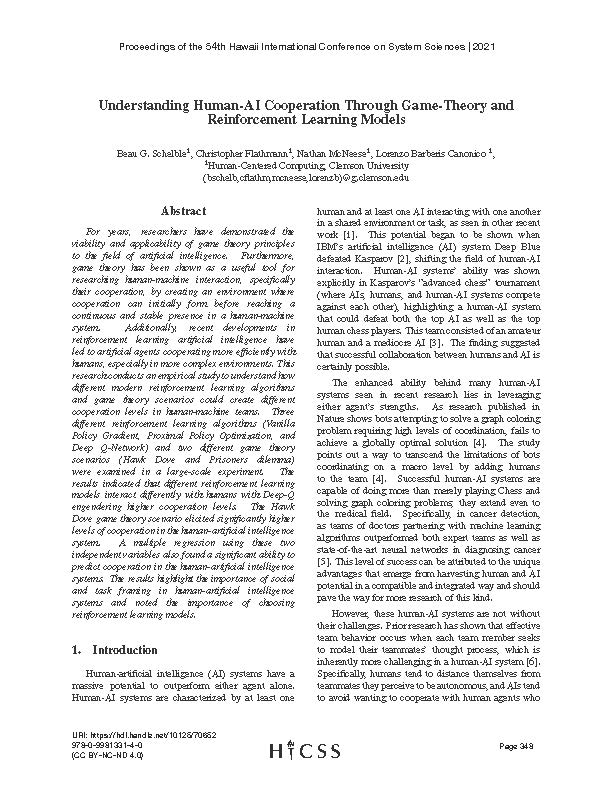 Proceedings of the 54th Hawaii International Conference on System Sciences | 2021
Understanding Human-AI Cooperation Through Game-Theory and
Reinforcement Learning Models
Beau G. Schelble1, Christopher Flathmann1, Nathan McNeese1, Lorenzo Barberis Canonico 1,
1Human-Centered Computing, Clemson University
(bschelb,cflathm,mcneese,lorenzb)@g.clemson.edu
Abstract
For years, researchers have demonstrated the
viability and applicability of game theory principles
to the field of artificial intelligence. Furthermore,
game theory has been shown as a useful tool for
researching human-machine interaction, specifically
their cooperation, by creating an environment where
cooperation can initially form before reaching a
continuous and stable presence in a human-machine
system. Additionally, recent developments in
reinforcement learning artificial intelligence have
led to artificial agents cooperating more efficiently with
humans, especially in more complex environments. This
research conducts an empirical study to understand how
different modern reinforcement learning algorithms
and game theory scenarios could create different
cooperation levels in human-machine teams. Three
different reinforcement learning algorithms (Vanilla
Policy Gradient, Proximal Policy Optimization, and
Deep Q-Network) and two different game theory
scenarios (Hawk Dove and Prisoners dilemma)
were examined in a large-scale experiment. The
results indicated that different reinforcement learning
models interact differently with humans with Deep-Q
engendering higher cooperation levels. The Hawk
Dove game theory scenario elicited significantly higher
levels of cooperation in the human-artificial intelligence
system. A multiple regression using these two
independent variables also found a significant ability to
predict cooperation in the human-artificial intelligence
systems. The results highlight the importance of social
and task framing in human-artificial intelligence
systems and noted the importance of choosing
reinforcement learning models.
1. Introduction
Human-artificial intelligence (AI) systems have a
massive potential to outperform either agent alone.
Human-AI systems are characterized by at least one
human and at least one AI interacting with one another
in a shared environment or task, as seen in other recent
work [1]. This potential began to be shown when
IBM's artificial intelligence (AI) system Deep Blue
defeated Kasparov [2], shifting the field of human-AI
interaction. Human-AI systems' ability was shown
explicitly in Kasparov's "advanced chess" tournament
(where AIs, humans, and human-AI systems compete
against each other), highlighting a human-AI system
that could defeat both the top AI as well as the top
human chess players. This team consisted of an amateur
human and a mediocre AI [3]. The finding suggested
that successful collaboration between humans and AI is
certainly possible.
The enhanced ability behind many human-AI
systems seen in recent research lies in leveraging
either agent's strengths. As research published in
Nature shows bots attempting to solve a graph coloring
problem requiring high levels of coordination, fails to
achieve a globally optimal solution [4]. The study
points out a way to transcend the limitations of bots
coordinating on a macro level by adding humans
to the team [4]. Successful human-AI systems are
capable of doing more than merely playing Chess and
solving graph coloring problems; they extend even to
the medical field. Specifically, in cancer detection,
as teams of doctors partnering with machine learning
algorithms outperformed both expert teams as well as
state-of-the-art neural networks in diagnosing cancer
[5]. This level of success can be attributed to the unique
advantages that emerge from harvesting human and AI
potential in a compatible and integrated way and should
pave the way for more research of this kind.
However, these human-AI systems are not without
their challenges. Prior research has shown that effective
team behavior occurs when each team member seeks
to model their teammates' thought process, which is
inherently more challenging in a human-AI system [6].
Specifically, humans tend to distance themselves from
teammates they perceive to be autonomous, and AIs tend
to avoid wanting to cooperate with human agents who
URI: https://hdl.handle.net/10125/70652
978-0-9981331-4-0
(CC BY-NC-ND 4.0)
HICSS
Page 348